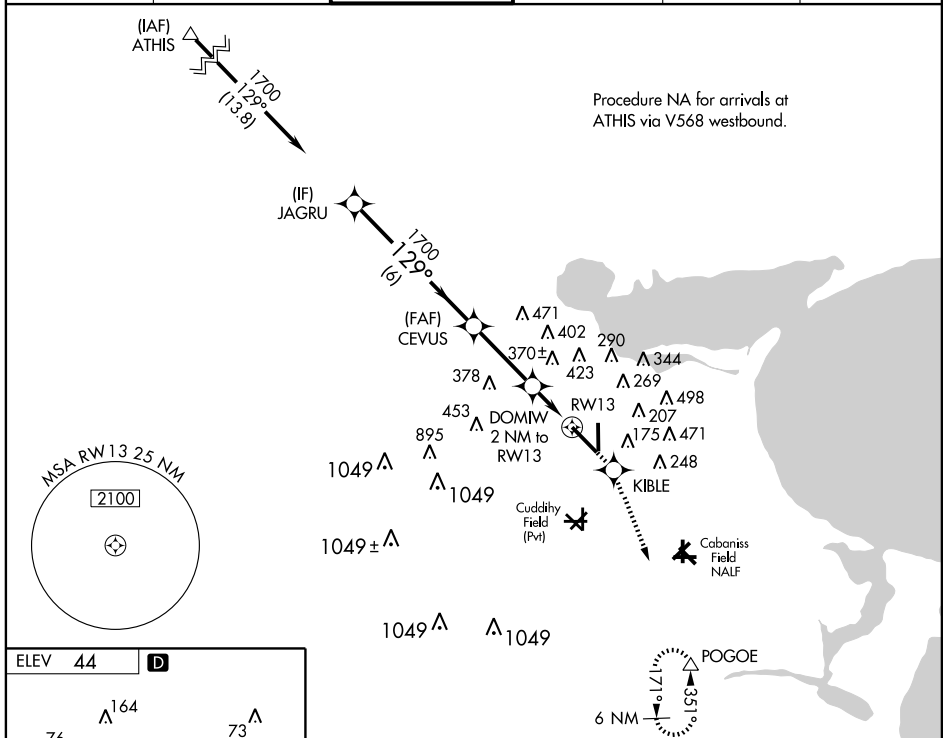 (IAF)
ATHIS
1700
129°
(13.8)
Procedure NA for arrivals at
ATHIS via V568 westbound.
(IF)
JAGRU
1700
129°
(6)
(FAF)
CEVUS
471
402
370±
423
290
344
378
269
498
453
DOMIW
2 NM to
RW13
RW13
207
895
175
471
1049
248
1049
KIBLE
MSA RW 13 25 NM
2100
Cuddihy
Field
(Pvt)
1049±
Cabaniss
Field
NALF
1049
1049
ELEV 44
D
POGOE
171°
351°
6 NM
164
73